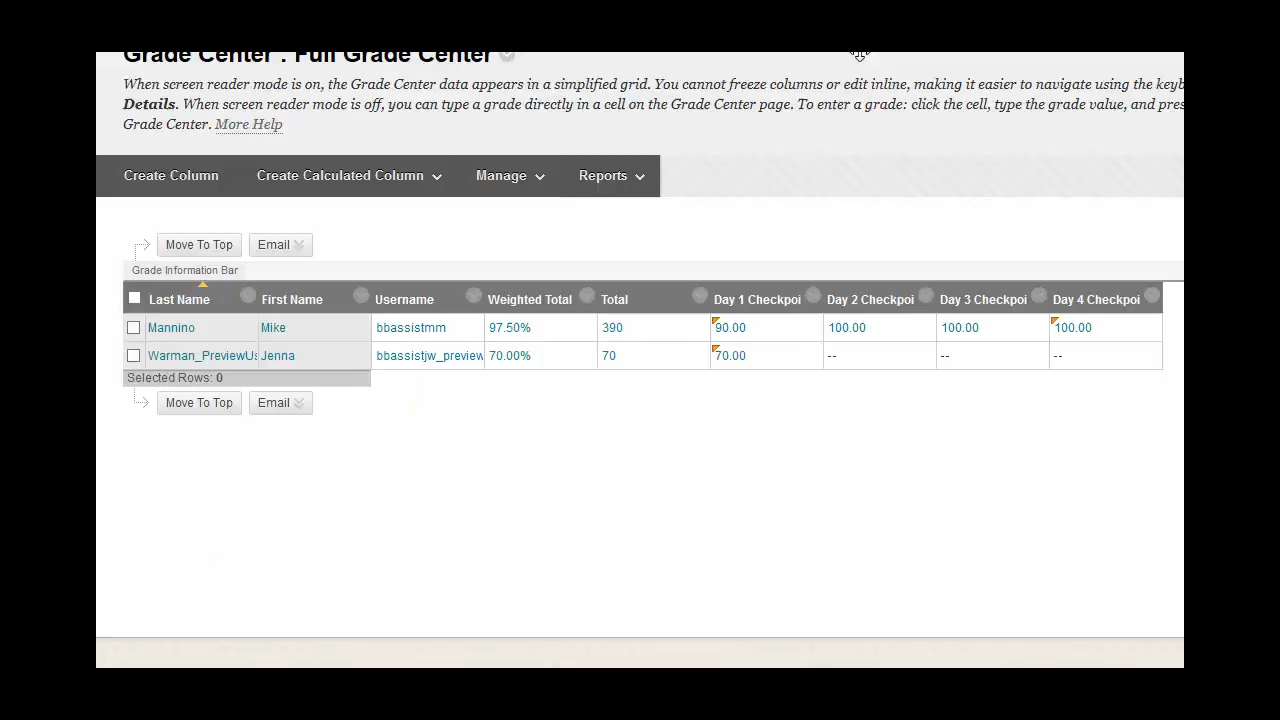 Grade Center : Full Grade Center
When screen reader mode is on, the Grade Center data appears in a simplified grid. You cannot freeze columns or edit inline, making it easier to navigate using the keyb
Details. When screen reader mode is off, you can type a grade directly in a cell on the Grade Center page. To enter a grade: click the cell, type the grade value, and pres
Grade Center. More Help
Create Column Create Calculated Column Manage Reports
Move To Top Email
Grade Information Bar
Last Name First Name Username Weighted Total Total Day 1 Checkpoi Day 2 Checkpoi Day 3 Checkpoi Day 4 Checkpoi
Mannino Mike bbassistmm 97.50% 390 90.00 100.00 100.00 100.00
Warman_PreviewUs Jenna bbassistjw_preview 70.00% 70 70.00 -- -- --
Selected Rows: 0
Move To Top Email